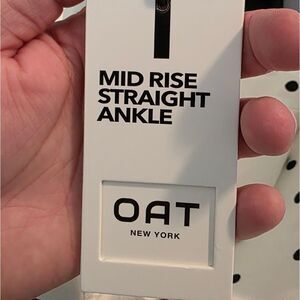 MID RISE
STRAIGHT
ANKLE
OAT
NEW YORK